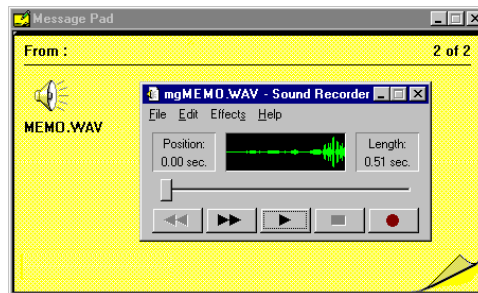 Message Pad
From : 2 of 2
mgMEMO.WAV - Sound Recorder
File Edit Effects Help
MEMO.WAV
Position: Length:
0.00 sec. 0.51 sec.